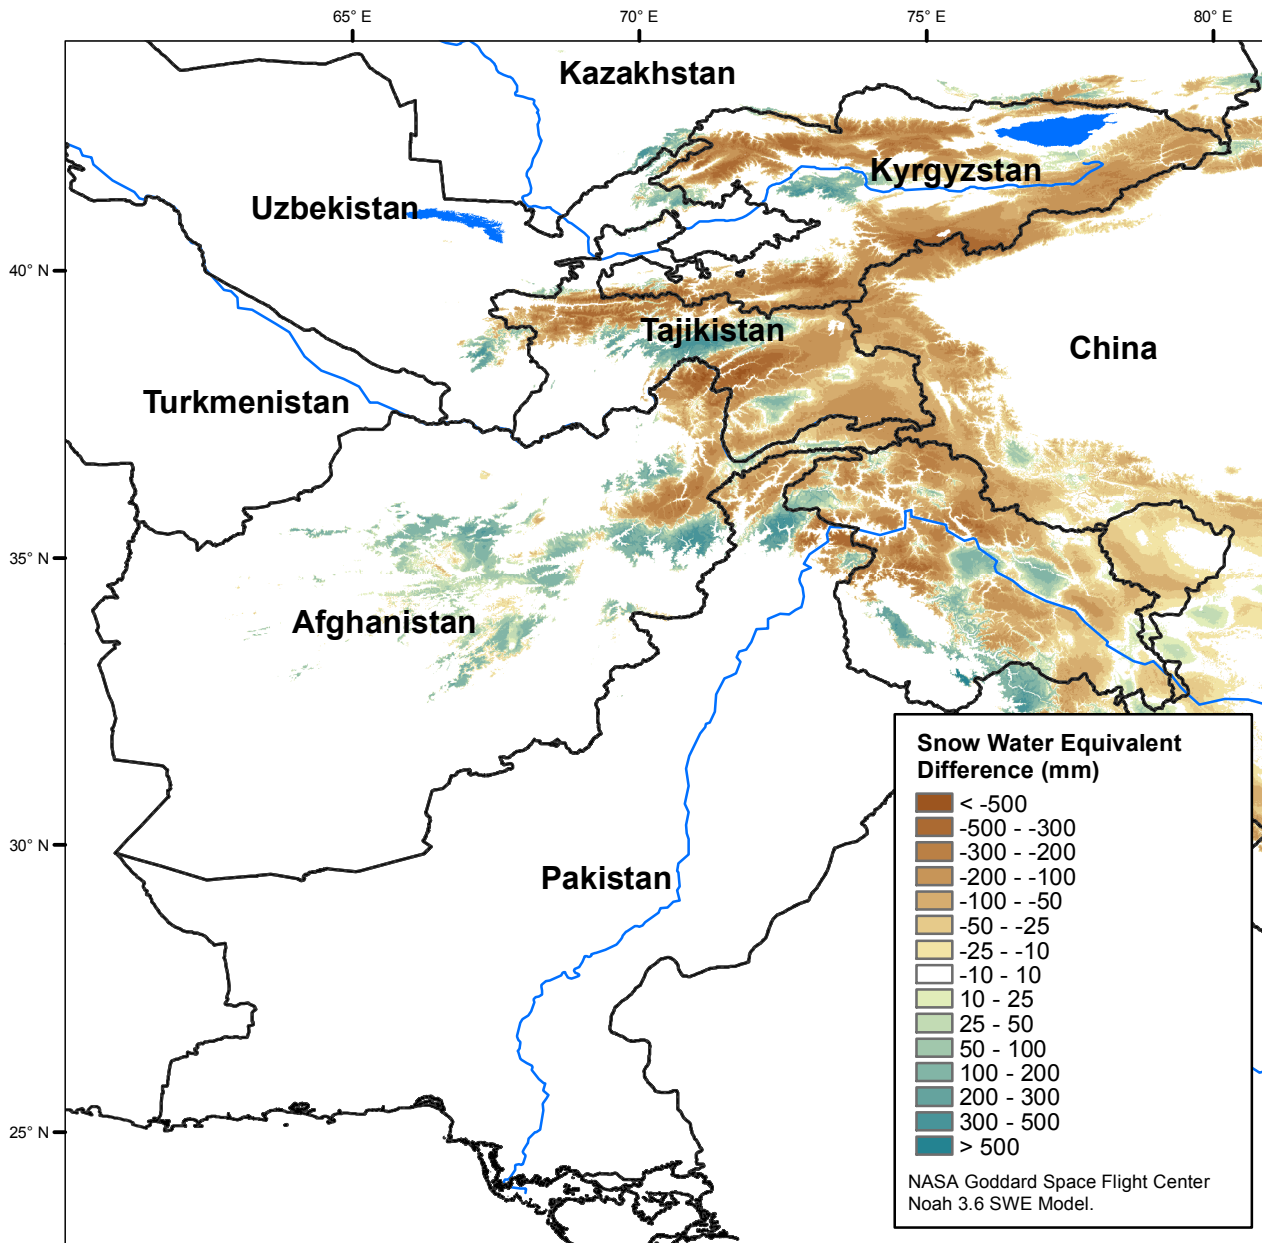 65° E
70° E
75° E
80° E
Kazakhstan
Kyrgyzstan
Uzbekistan
40° N
Tajikistan
China
Turkmenistan
35° N
Afghanistan
30° N
Pakistan
25° N
Snow Water Equivalent
Difference (mm)
< -500
-500 - -300
-300 - -200
-200 - -100
-100 - -50
-50 - -25
-25 - -10
-10 - 10
10 - 25
25 - 50
50 - 100
100 - 200
200 - 300
300 - 500
> 500
NASA Goddard Space Flight Center
Noah 3.6 SWE Model.